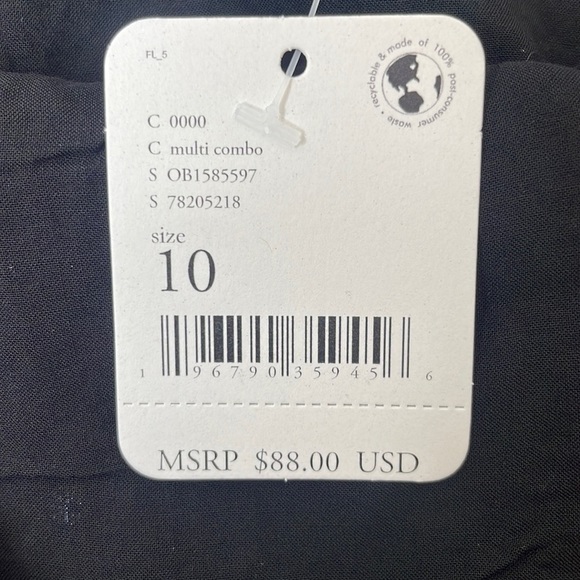 FL_5
recyclable & made of 100% post-consumer waste •
C 0000
C multi combo
S OB1585597
S 78205218
size
10
1 96790 35945 6
MSRP $88.00 USD